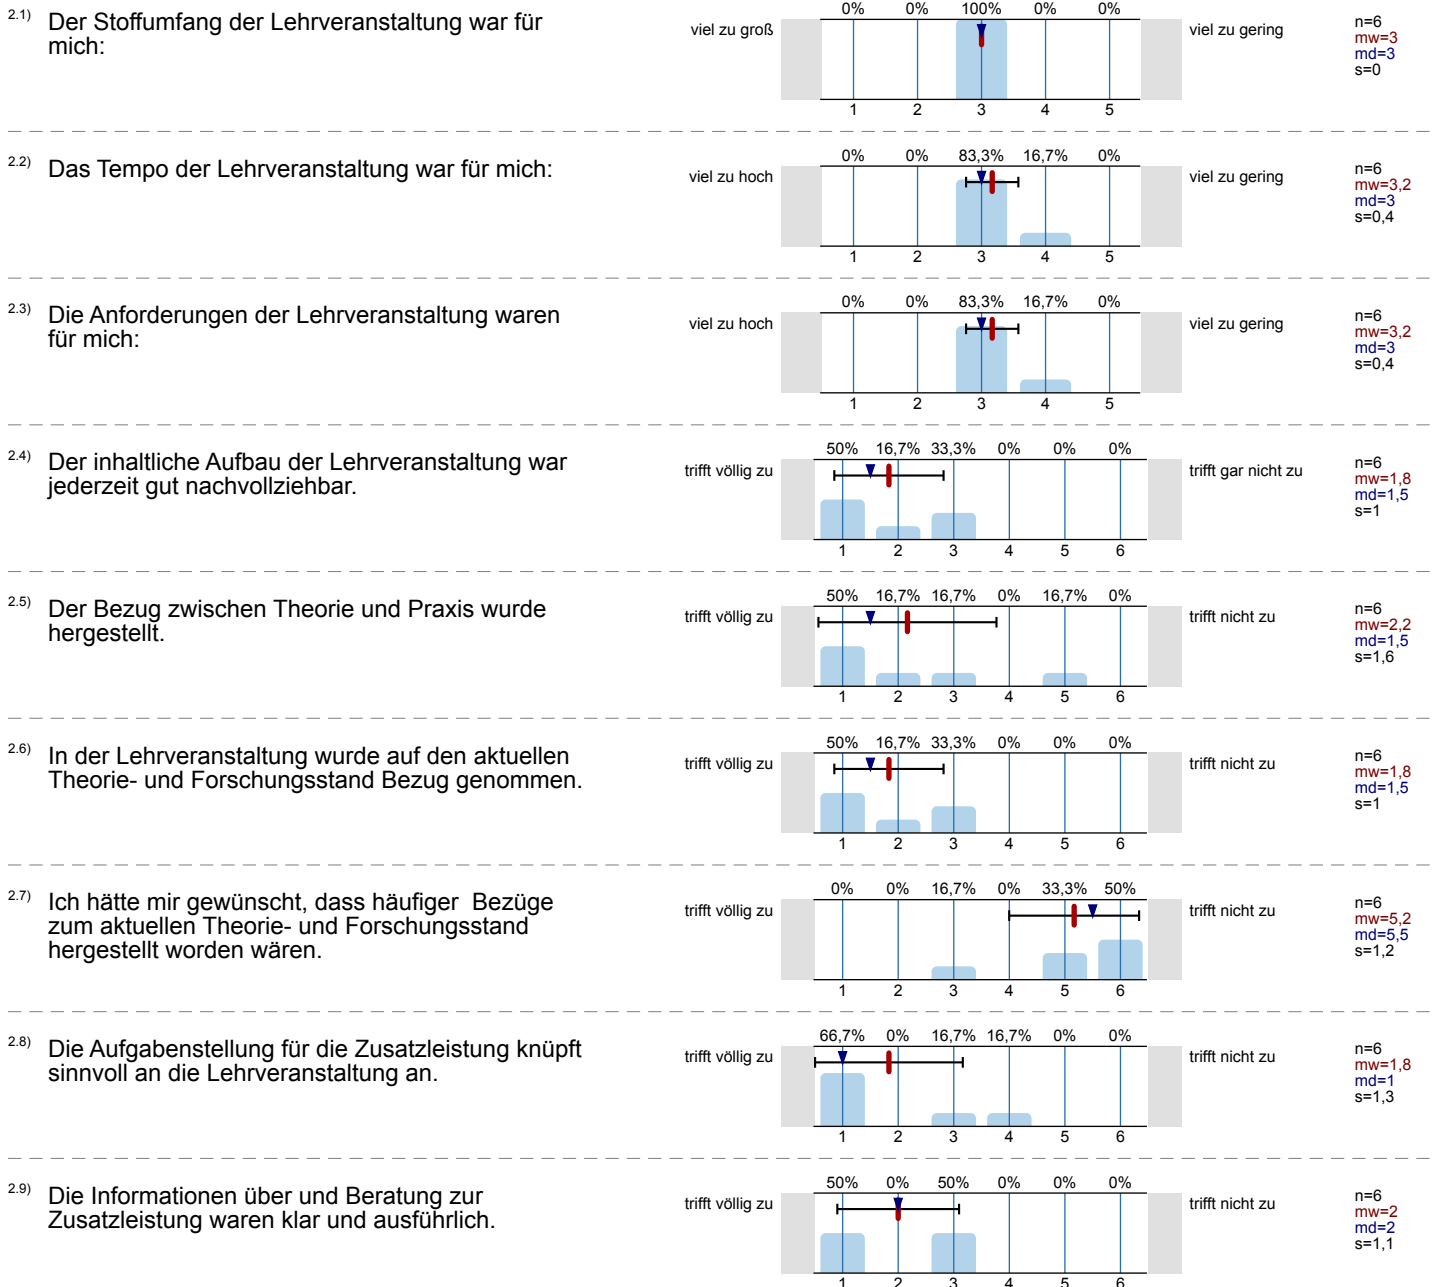 2.1) Der Stoffumfang der Lehrveranstaltung war für
mich:
viel zu groß
0% 0% 100% 0% 0%
1 2 3 4 5
viel zu gering
n=6
mw=3
md=3
s=0
2.2) Das Tempo der Lehrveranstaltung war für mich:
viel zu hoch
0% 0% 83,3% 16,7% 0%
1 2 3 4 5
viel zu gering
n=6
mw=3,2
md=3
s=0,4
2.3) Die Anforderungen der Lehrveranstaltung waren
für mich:
viel zu hoch
0% 0% 83,3% 16,7% 0%
1 2 3 4 5
viel zu gering
n=6
mw=3,2
md=3
s=0,4
2.4) Der inhaltliche Aufbau der Lehrveranstaltung war
jederzeit gut nachvollziehbar.
trifft völlig zu
50% 16,7% 33,3% 0% 0% 0%
1 2 3 4 5 6
trifft gar nicht zu
n=6
mw=1,8
md=1,5
s=1
2.5) Der Bezug zwischen Theorie und Praxis wurde
hergestellt.
trifft völlig zu
50% 16,7% 16,7% 0% 16,7% 0%
1 2 3 4 5 6
trifft nicht zu
n=6
mw=2,2
md=1,5
s=1,6
2.6) In der Lehrveranstaltung wurde auf den aktuellen
Theorie- und Forschungsstand Bezug genommen.
trifft völlig zu
50% 16,7% 33,3% 0% 0% 0%
1 2 3 4 5 6
trifft nicht zu
n=6
mw=1,8
md=1,5
s=1
2.7) Ich hätte mir gewünscht, dass häufiger Bezüge
zum aktuellen Theorie- und Forschungsstand
hergestellt worden wären.
trifft völlig zu
0% 0% 16,7% 0% 33,3% 50%
1 2 3 4 5 6
trifft nicht zu
n=6
mw=5,2
md=5,5
s=1,2
2.8) Die Aufgabenstellung für die Zusatzleistung knüpft
sinnvoll an die Lehrveranstaltung an.
trifft völlig zu
66,7% 0% 16,7% 16,7% 0% 0%
1 2 3 4 5 6
trifft nicht zu
n=6
mw=1,8
md=1
s=1,3
2.9) Die Informationen über und Beratung zur
Zusatzleistung waren klar und ausführlich.
trifft völlig zu
50% 0% 50% 0% 0% 0%
1 2 3 4 5 6
trifft nicht zu
n=6
mw=2
md=2
s=1,1